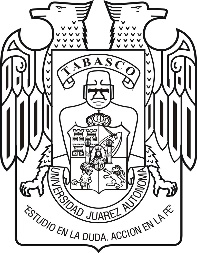 TABASCO
UNIVERSIDAD JUAREZ AUTONOMA
"ESTUDIO EN LA DUDA. ACCION EN LA FE"